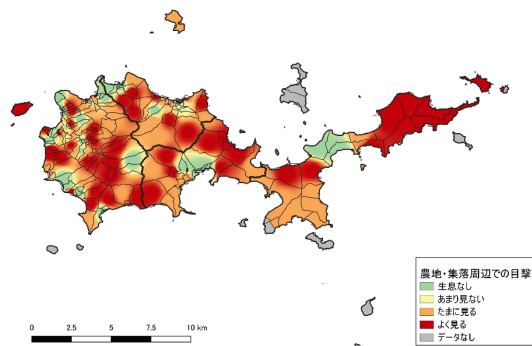 農地・集落周辺での目撃
生息なし
あまり見ない
たまに見る
よく見る
データなし
0 2.5 5 7.5 10 km